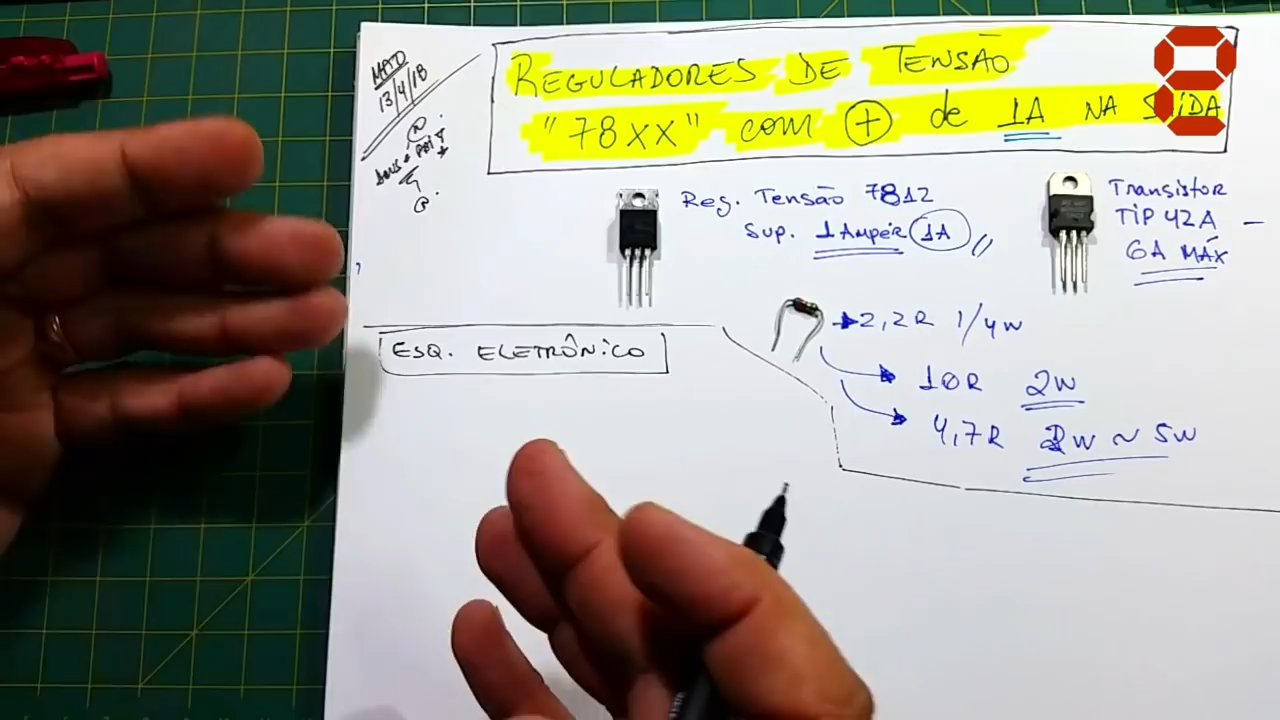 13/4/18
REGULADORES DE TENSÃO
"78XX" com + de 1A NA SAÍDA
Reg. Tensão 7812
Sup. 1 Ampér 1A
Transistor
TIP 42A
6A MÁX
2,2R 1/4W
10R 2W
4,7R 2W ~ 5W
ESQ. ELETRÔNICO